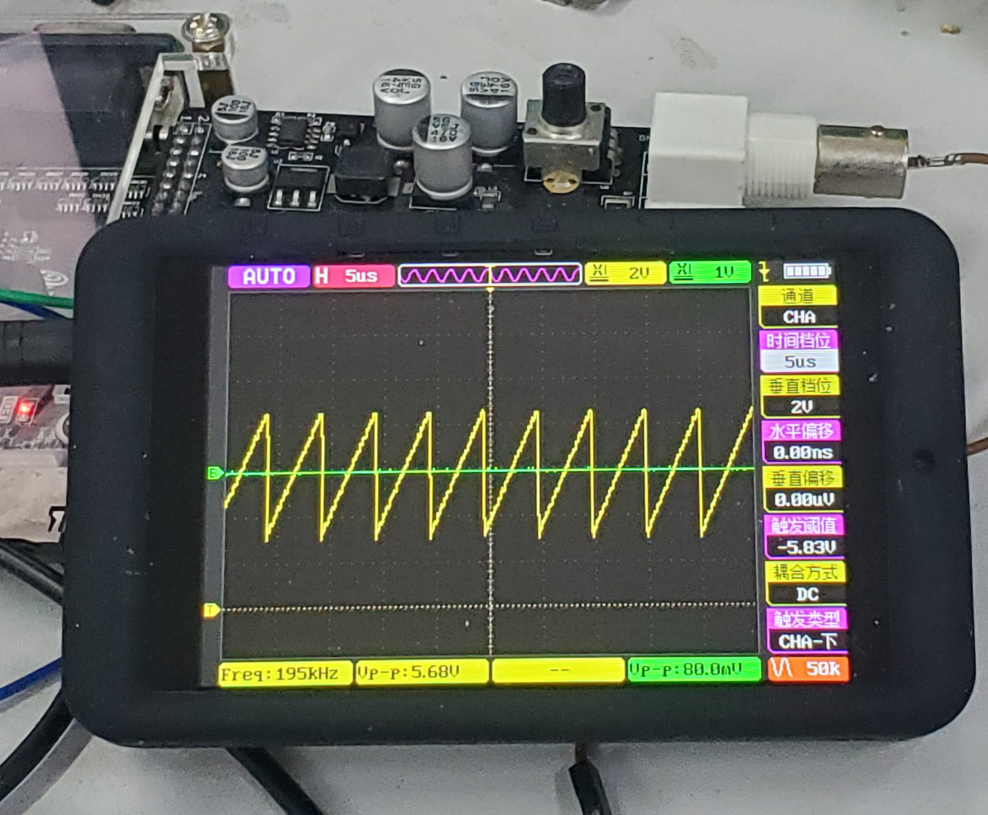 AUTO H 5us X1 2V X1 1V
通道
CHA
时间档位
5us
垂直档位
2V
水平偏移
0.00ns
垂直偏移
0.00uV
触发阈值
-5.83V
耦合方式
DC
触发类型
CHA-下
T
Freq:195kHz Vp-p:5.68V -- Vp-p:80.0mV 50k